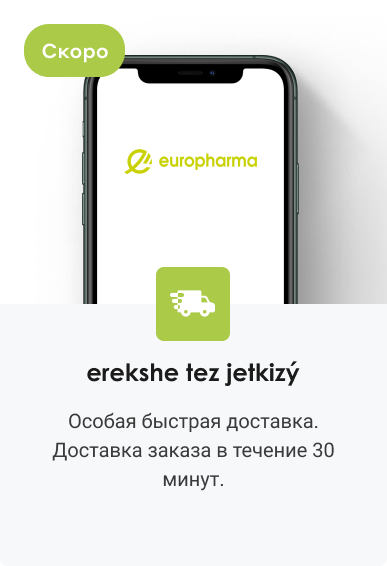 Скоро
europharma
erekshe tez jetkizý
Особая быстрая доставка.
Доставка заказа в течение 30
минут.